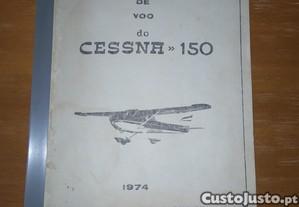 DE
VOO
do
CESSNA» 150
1974
CustoJusto.pt